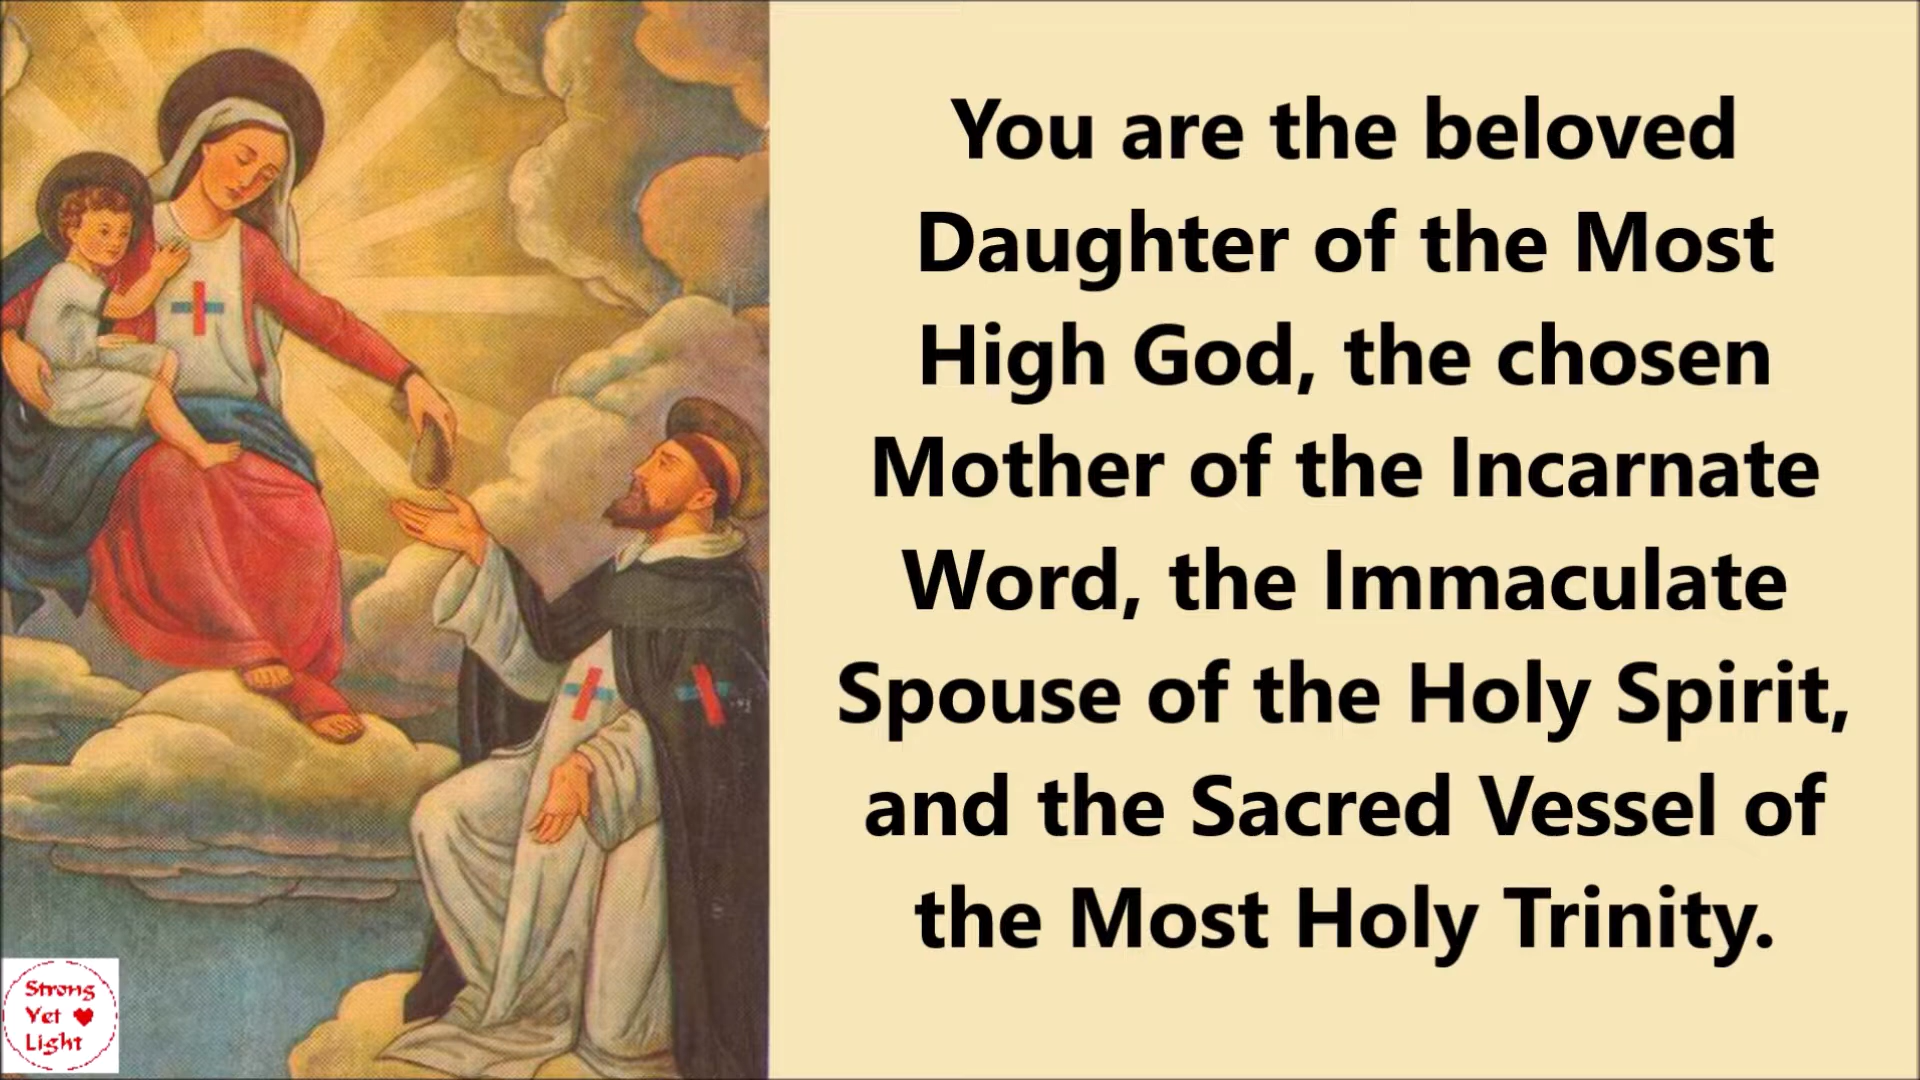 You are the beloved
Daughter of the Most
High God, the chosen
Mother of the Incarnate
Word, the Immaculate
Spouse of the Holy Spirit,
and the Sacred Vessel of
the Most Holy Trinity.
Strong
Yet
Light